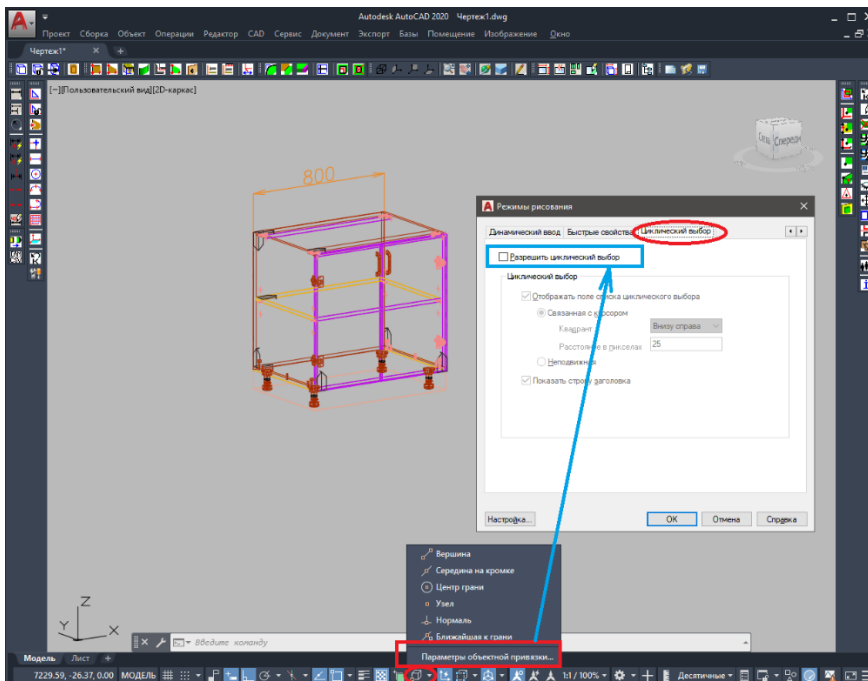 Autodesk AutoCAD 2020 Чертеж1.dwg
Проект Сборка Объект Операции Редактор CAD Сервис Документ Экспорт Базы Помещение Изображение Окно
Чертеж1*
[−][Пользовательский вид][2D-каркас]
Спереди
800
Режимы рисования
Динамический ввод Быстрые свойства Циклический выбор
Разрешить циклический выбор
Циклический выбор
Отображать поле списка циклического выбора
Связанная с курсором
Квадрант Внизу справа
Расстояние в пикселах 25
Неподвижная
Показать строку заголовка
Настройка... ОК Отмена Справка
Вершина
Середина на кромке
Центр грани
Узел
Нормаль
Ближайшая к грани
Параметры объектной привязки...
Z
Y
X
Введите команду
Модель Лист +
7229.59, -26.37, 0.00 МОДЕЛЬ 1:1 / 100% Десятичные